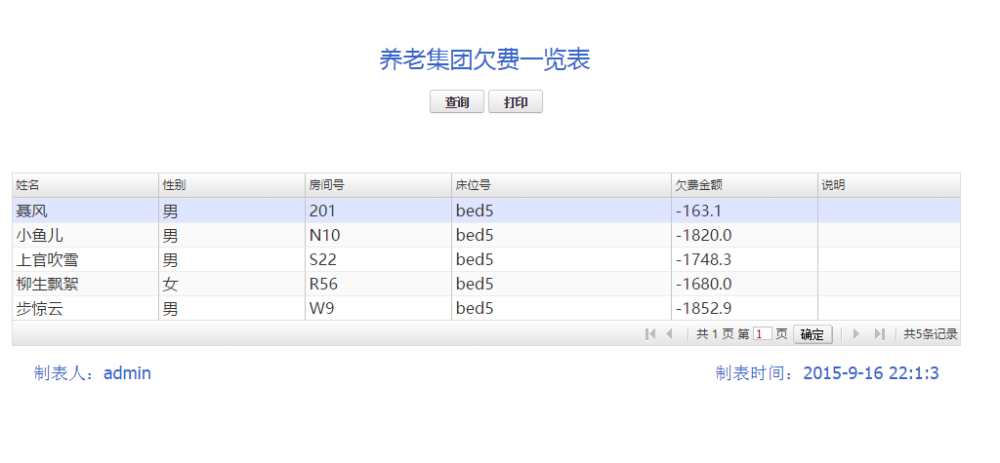 养老集团欠费一览表
查询 打印
姓名 性别 房间号 床位号 欠费金额 说明
聂风 男 201 bed5 -163.1
小鱼儿 男 N10 bed5 -1820.0
上官吹雪 男 S22 bed5 -1748.3
柳生飘絮 女 R56 bed5 -1680.0
步惊云 男 W9 bed5 -1852.9
共 1 页 第 1 页 确定 共5条记录
制表人：admin 制表时间：2015-9-16 22:1:3